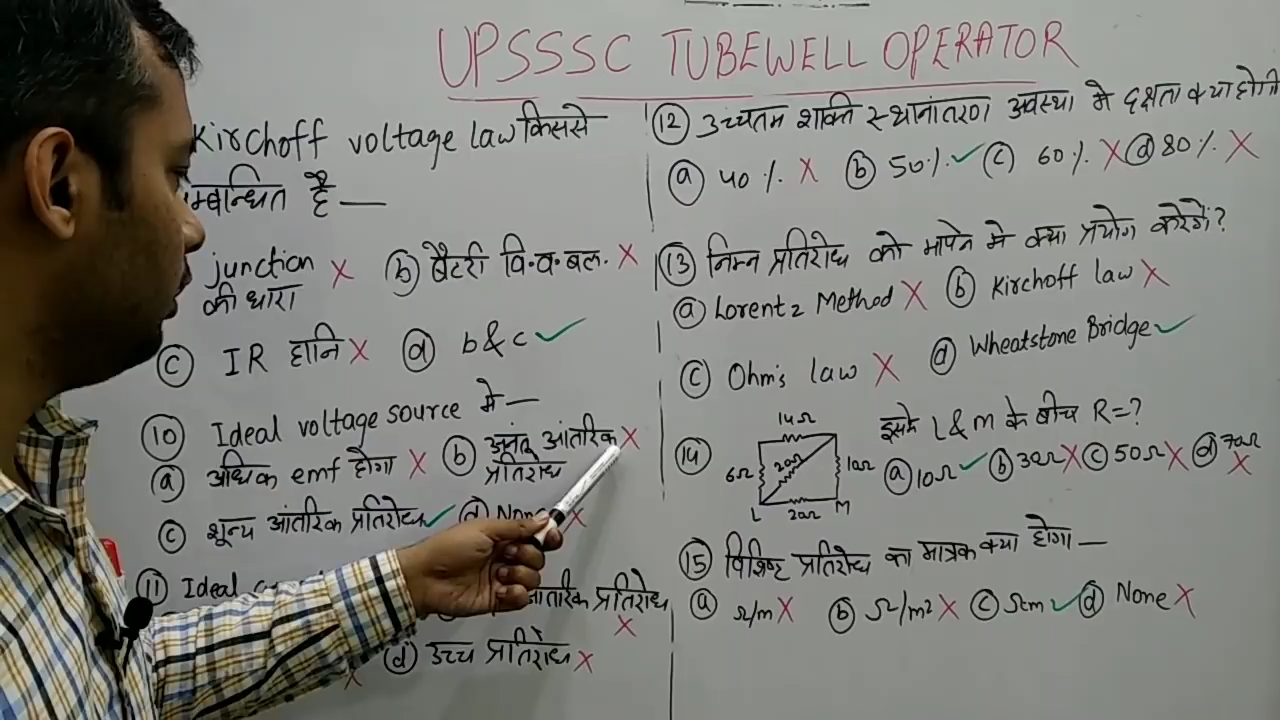 UPSSSC TUBEWELL OPERATOR
Kirchoff voltage law किससे
म्बन्धित है —
junction X (b) बैटरी वि.व.बल. X
की धारा
(c) IR हानि X (d) b & c ✓
(10) Ideal voltage source मे —
(a) अधिक emf होगा X (b) अनंत आंतरिक X
प्रतिरोध
(c) शून्य आंतरिक प्रतिरोध ✓ (d) None X
(11) Ideal
आंतरिक प्रतिरोध
X
X (d) उच्च प्रतिरोध X
(12) उच्चतम शक्ति स्थानांतरण अवस्था मे दक्षता क्या होगी
(a) 40 % X (b) 50 % ✓ (c) 60 % X (d) 80 % X
(13) निम्न प्रतिरोध को मापने मे क्या प्रयोग करेगें?
(a) Lorentz Method X (b) Kirchoff law X
(c) Ohm's law X (d) Wheatstone Bridge ✓
(14) इसके L & M के बीच R = ?
(a) 10Ω ✓ (b) 30Ω X (c) 50Ω X (d) 70Ω X
14Ω
6Ω 20Ω 10Ω
L 20Ω M
(15) विशिष्ट प्रतिरोध का मात्रक क्या होगा —
(a) Ω/m X (b) Ω/m² X (c) Ωm ✓ (d) None X